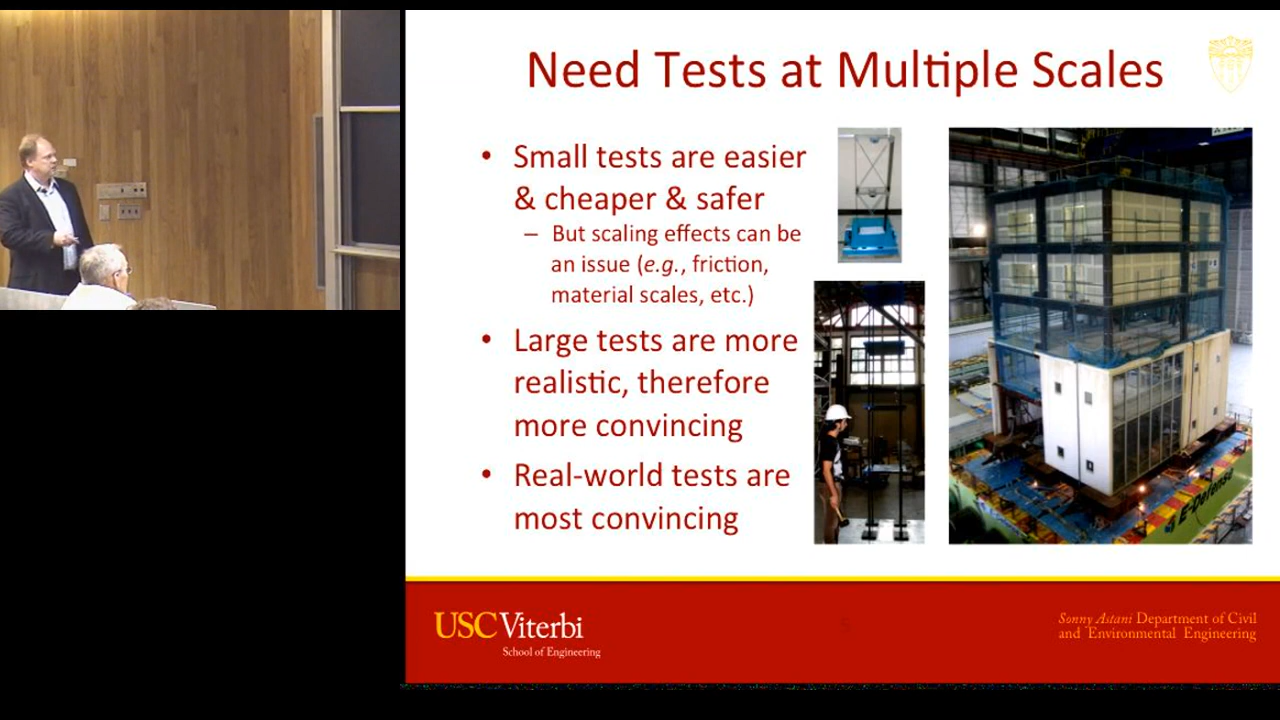 Need Tests at Multiple Scales
• Small tests are easier
& cheaper & safer
– But scaling effects can be
an issue (e.g., friction,
material scales, etc.)
• Large tests are more
realistic, therefore
more convincing
• Real-world tests are
most convincing
E-Defense
USC Viterbi
School of Engineering
Sonny Astani Department of Civil
and Environmental Engineering